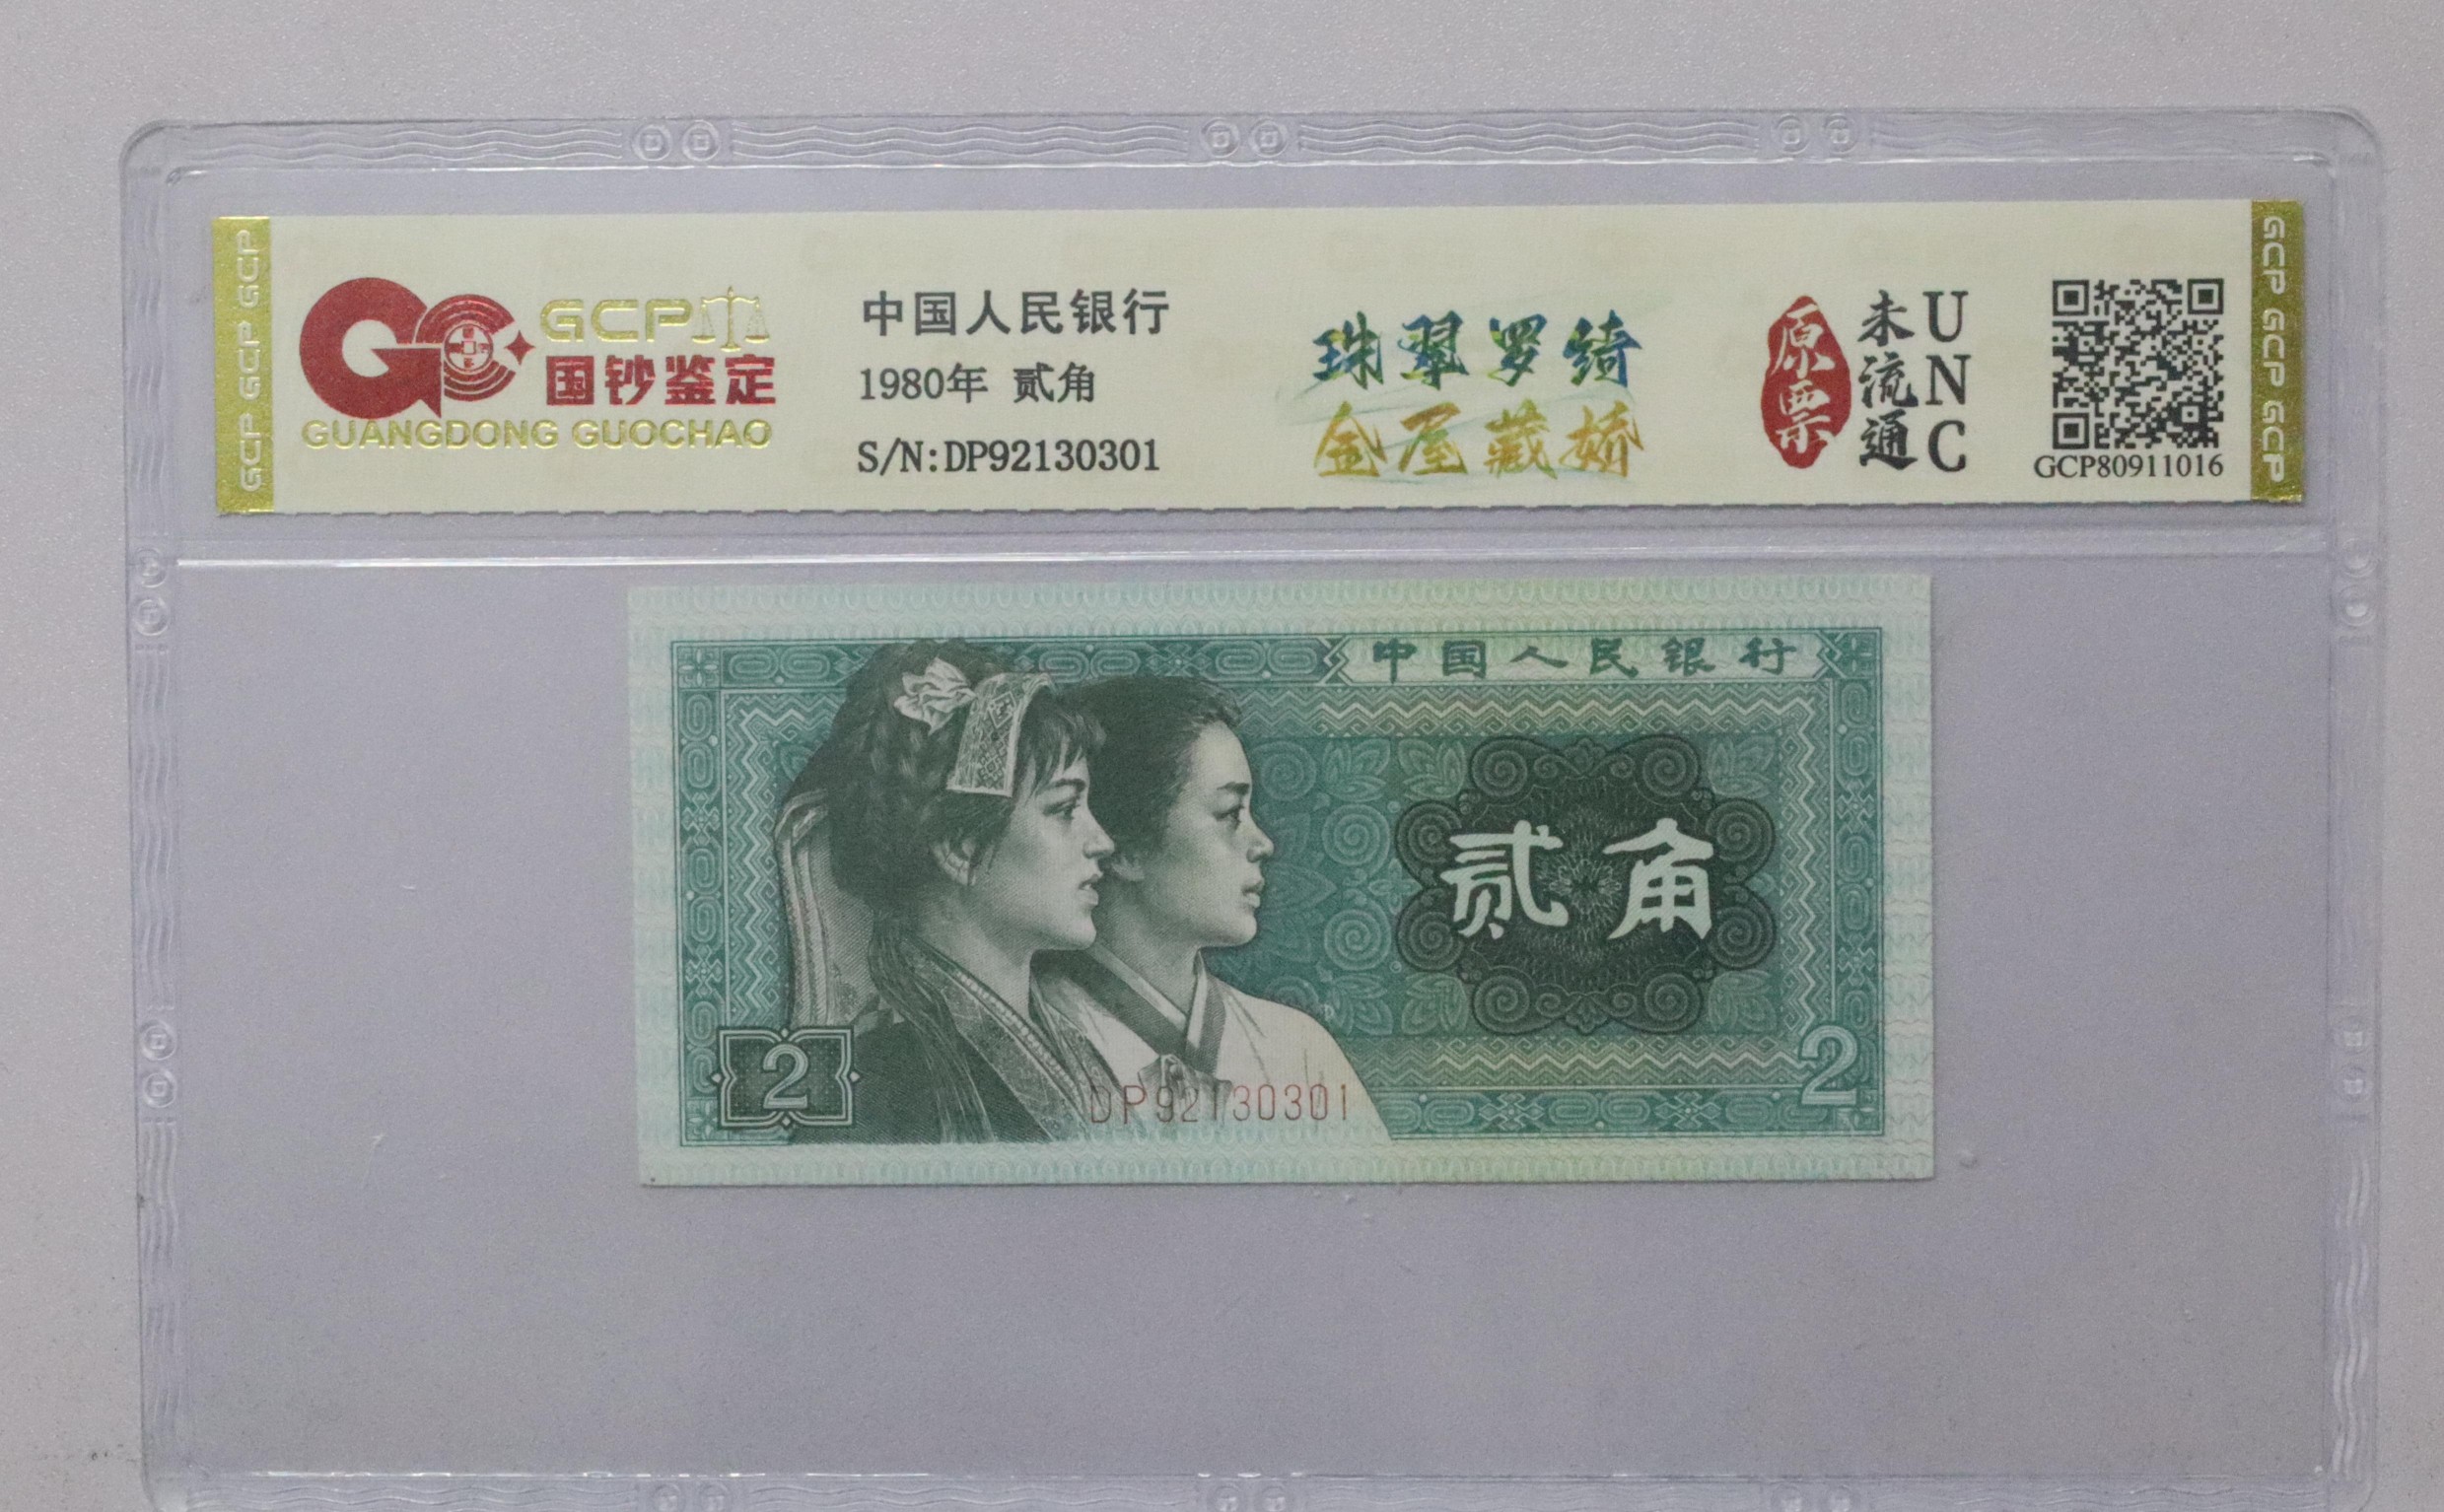 GCP GCP GCP
GCP
国钞鉴定
GUANGDONG GUOCHAO
中国人民银行
1980年 贰角
S/N:DP92130301
珠翠罗绮
金屋藏娇
原票
未流通
UNC
GCP80911016
GCP GCP GCP
中国人民银行
贰角
2
DP92130301
2